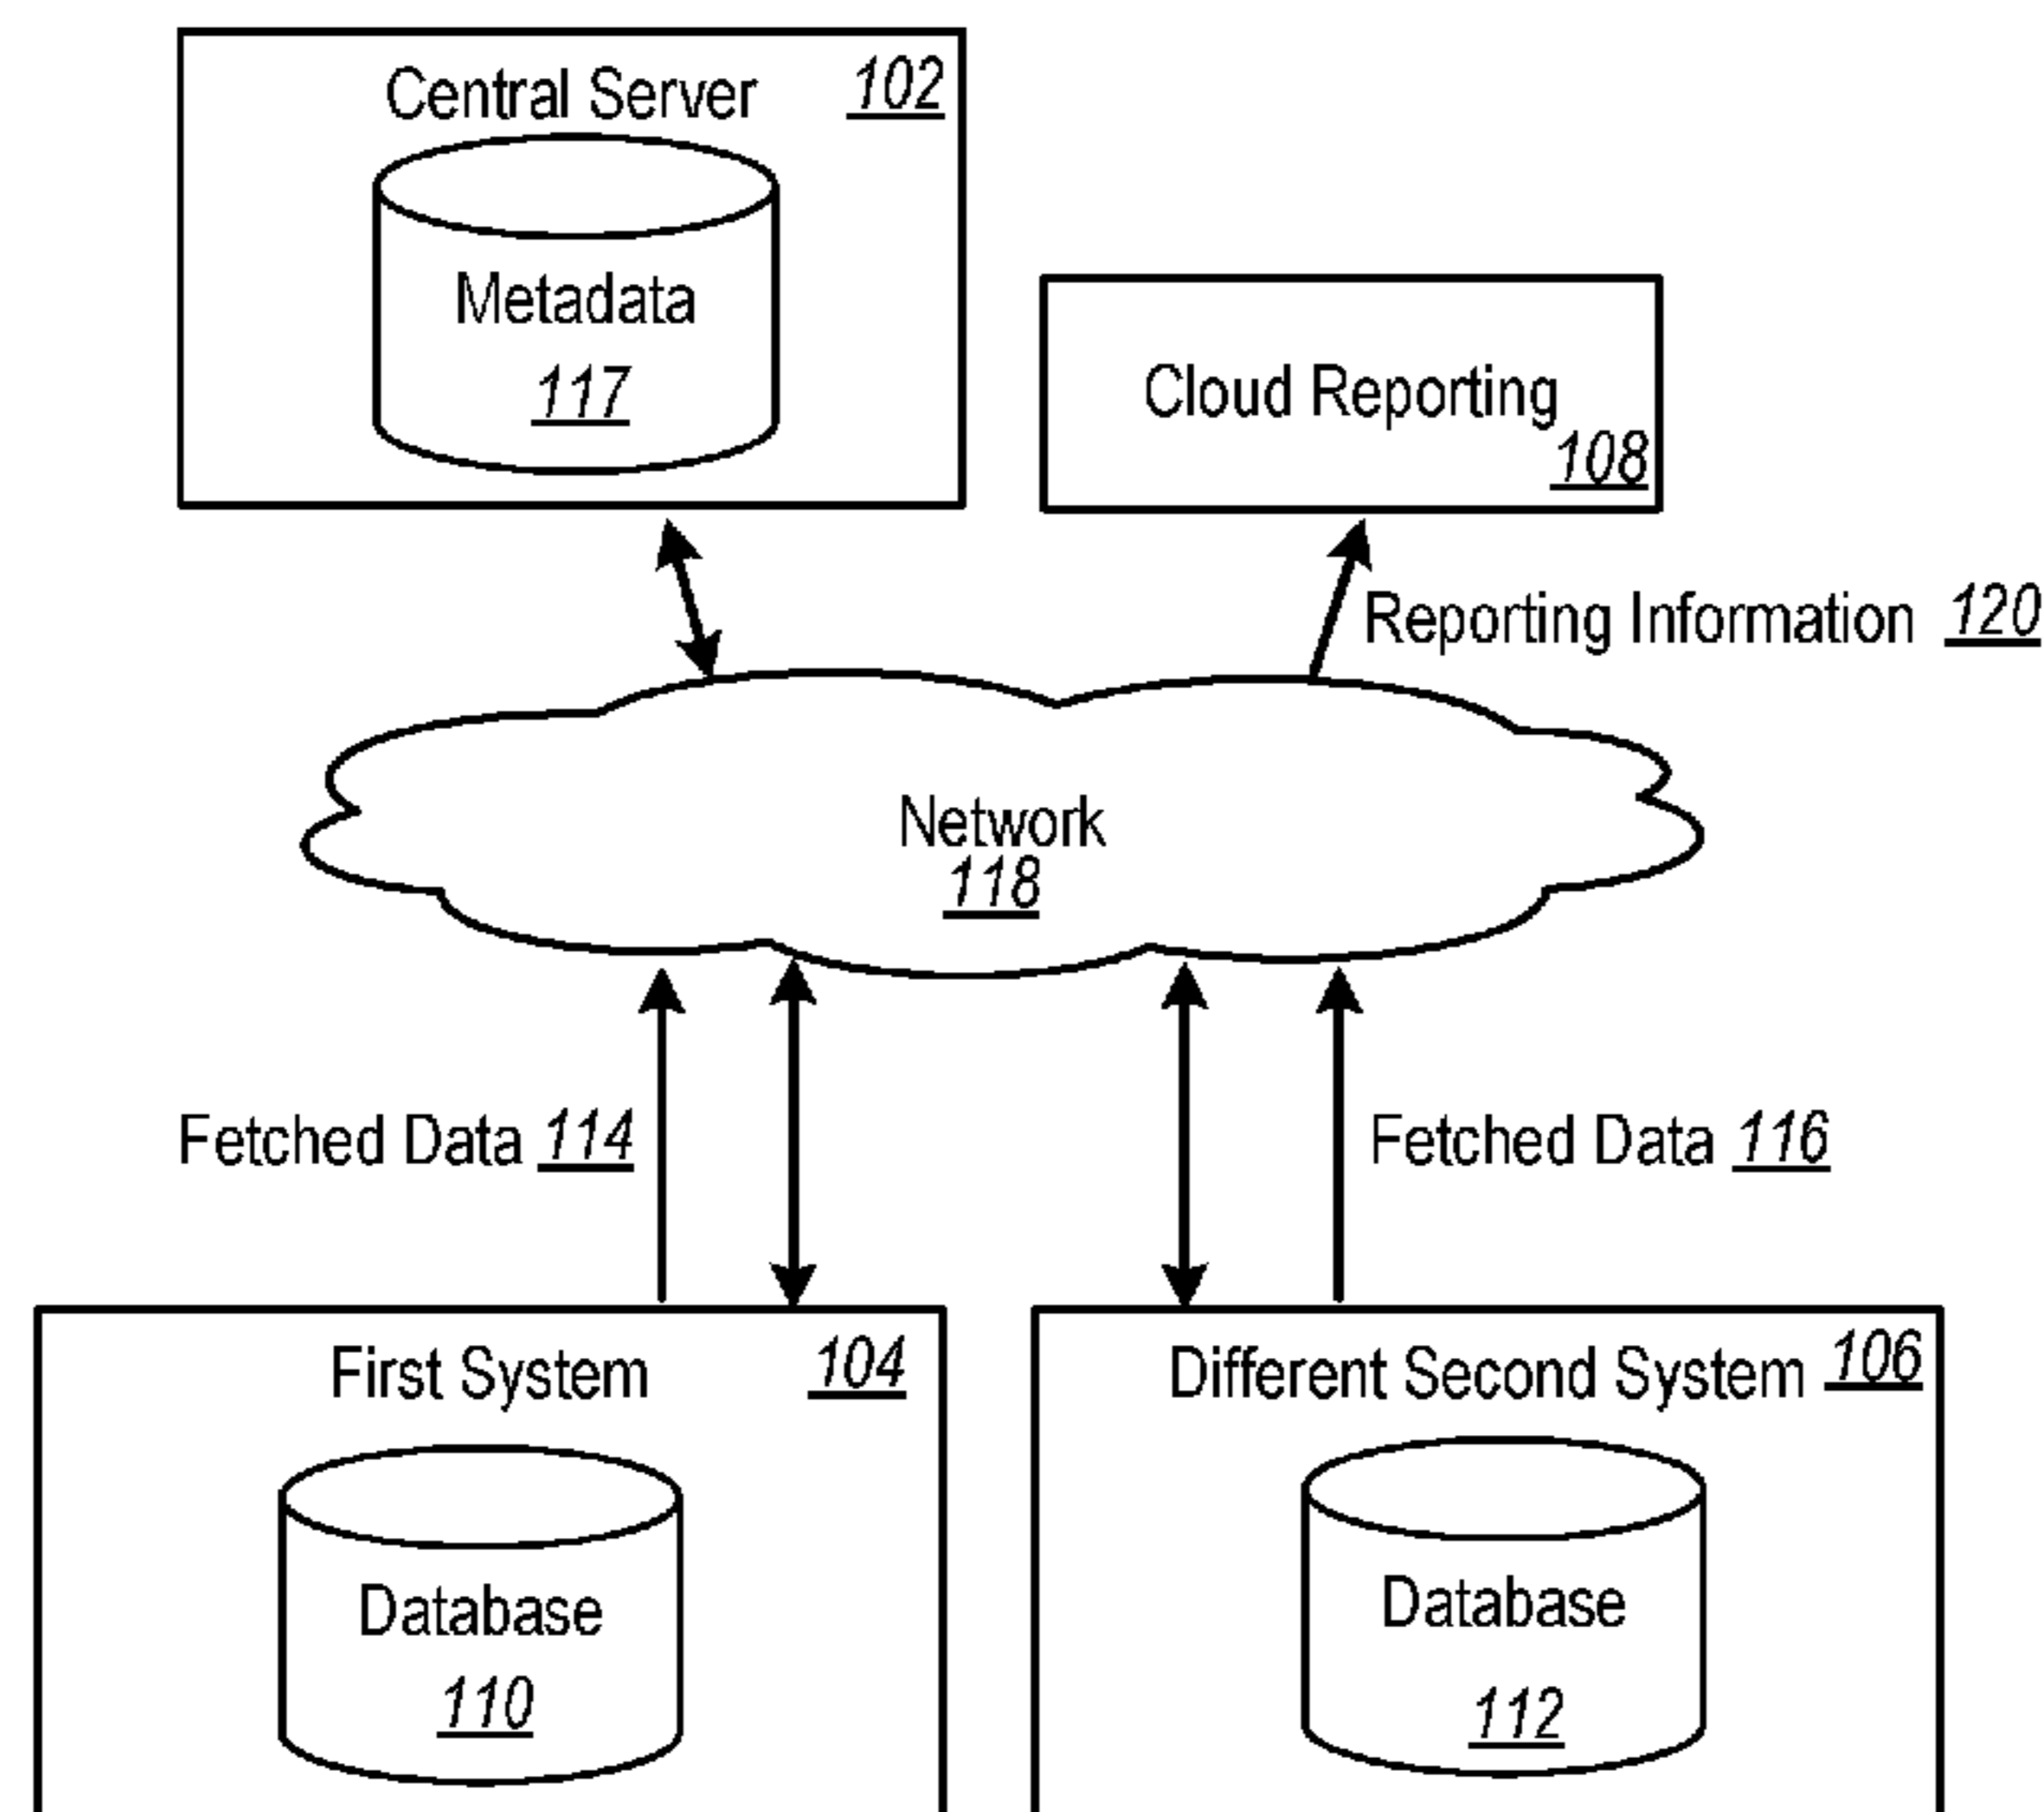 Central Server 102
Metadata
117
Cloud Reporting
108
Reporting Information 120
Network
118
Fetched Data 114
Fetched Data 116
First System 104
Database
110
Different Second System 106
Database
112